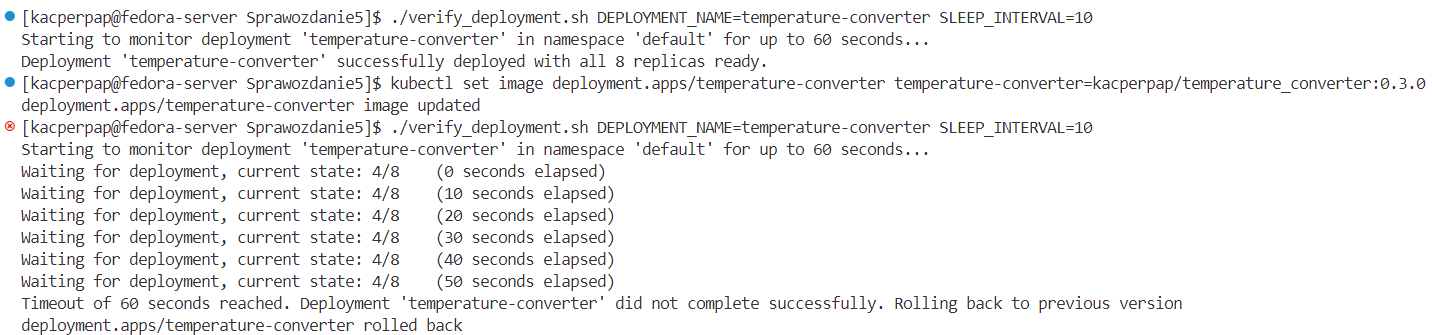 [kacperpap@fedora-server Sprawozdanie5]$ ./verify_deployment.sh DEPLOYMENT_NAME=temperature-converter SLEEP_INTERVAL=10
Starting to monitor deployment 'temperature-converter' in namespace 'default' for up to 60 seconds...
Deployment 'temperature-converter' successfully deployed with all 8 replicas ready.
[kacperpap@fedora-server Sprawozdanie5]$ kubectl set image deployment.apps/temperature-converter temperature-converter=kacperpap/temperature_converter:0.3.0
deployment.apps/temperature-converter image updated
[kacperpap@fedora-server Sprawozdanie5]$ ./verify_deployment.sh DEPLOYMENT_NAME=temperature-converter SLEEP_INTERVAL=10
Starting to monitor deployment 'temperature-converter' in namespace 'default' for up to 60 seconds...
Waiting for deployment, current state: 4/8    (0 seconds elapsed)
Waiting for deployment, current state: 4/8    (10 seconds elapsed)
Waiting for deployment, current state: 4/8    (20 seconds elapsed)
Waiting for deployment, current state: 4/8    (30 seconds elapsed)
Waiting for deployment, current state: 4/8    (40 seconds elapsed)
Waiting for deployment, current state: 4/8    (50 seconds elapsed)
Timeout of 60 seconds reached. Deployment 'temperature-converter' did not complete successfully. Rolling back to previous version
deployment.apps/temperature-converter rolled back